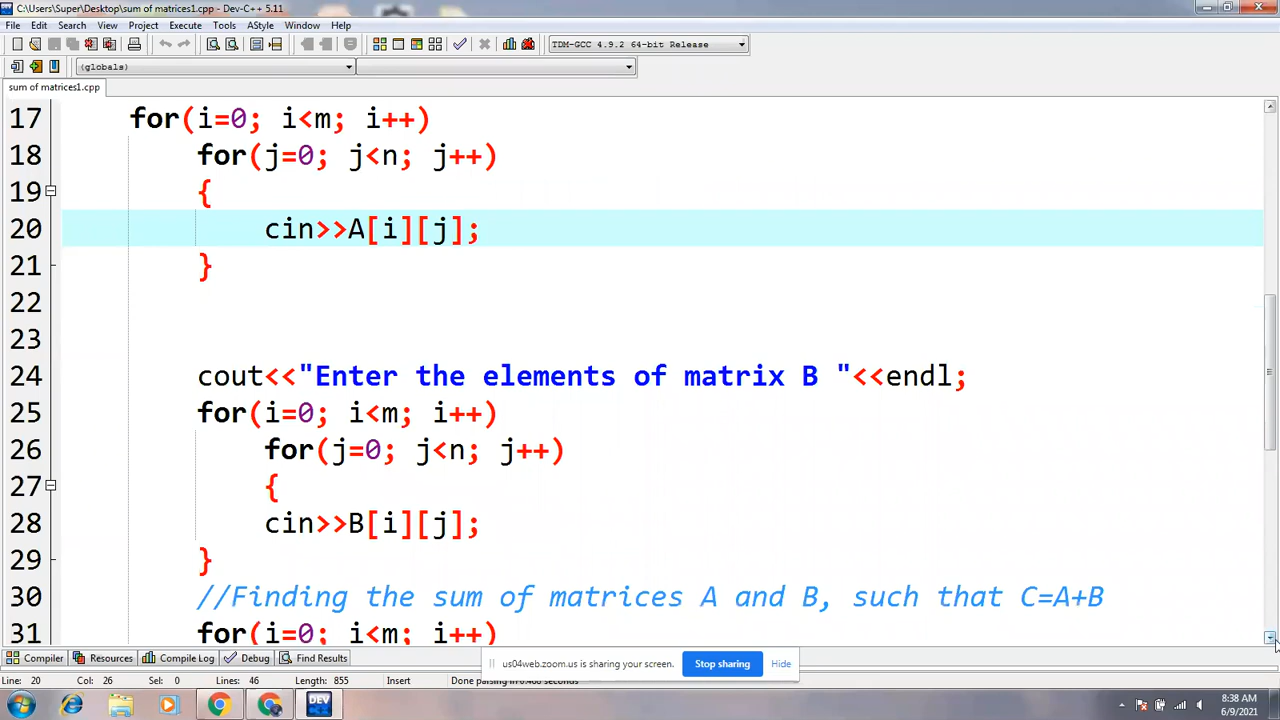 C:\Users\Super\Desktop\sum of matrices1.cpp - Dev-C++ 5.11
File Edit Search View Project Execute Tools AStyle Window Help
TDM-GCC 4.9.2 64-bit Release
(globals)
sum of matrices1.cpp
17 for(i=0; i<m; i++)
18 for(j=0; j<n; j++)
19 {
20 cin>>A[i][j];
21 }
22
23
24 cout<<"Enter the elements of matrix B "<<endl;
25 for(i=0; i<m; i++)
26 for(j=0; j<n; j++)
27 {
28 cin>>B[i][j];
29 }
30 //Finding the sum of matrices A and B, such that C=A+B
31 for(i=0; i<m; i++)
Compiler Resources Compile Log Debug Find Results
us04web.zoom.us is sharing your screen. Stop sharing Hide
Line: 20 Col: 26 Sel: 0 Lines: 46 Length: 855 Insert Done parsing in seconds
DEV
8:38 AM
6/9/2021